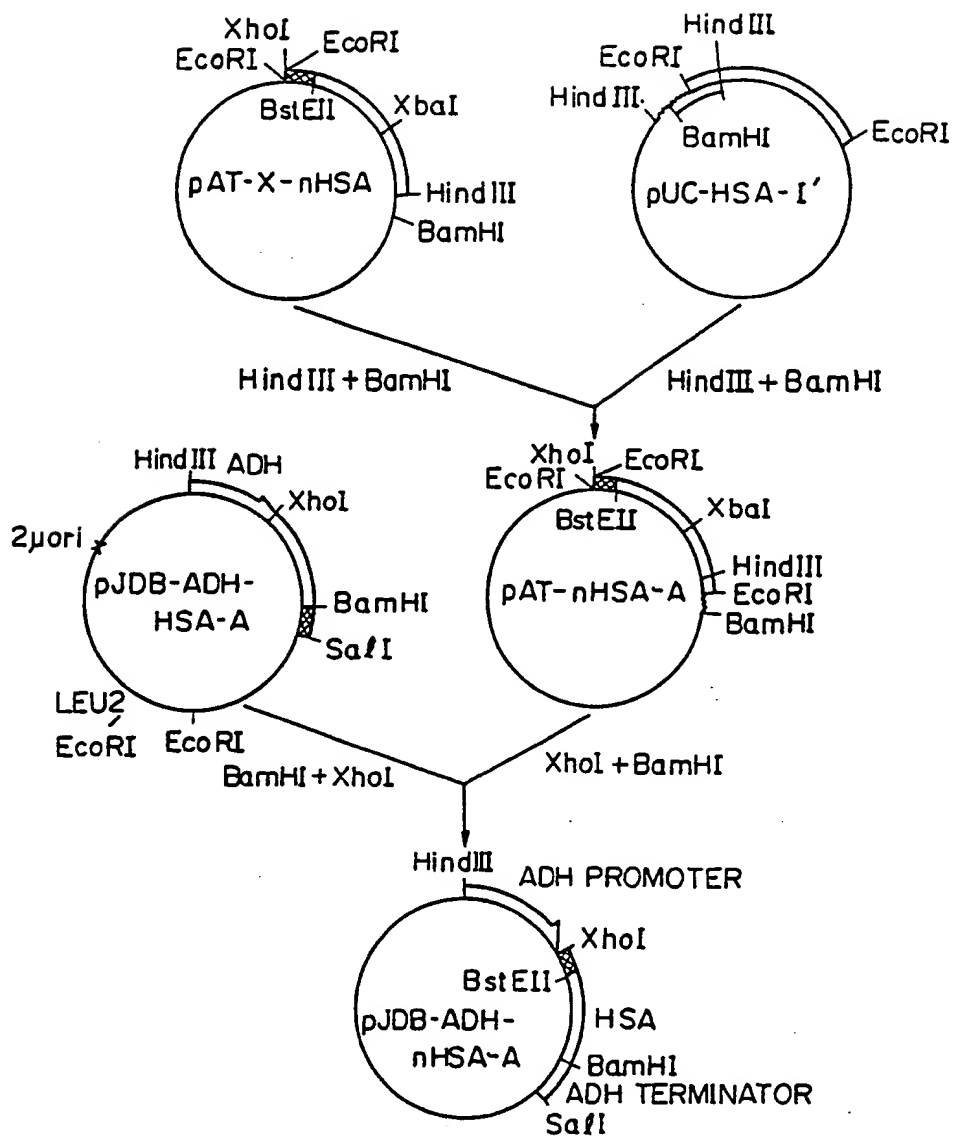 XhoI
EcoRI
EcoRI
BstEII
XbaI
pAT-X-nHSA
HindIII
BamHI
HindIII
EcoRI
HindIII
BamHI
EcoRI
pUC-HSA-I'
HindIII+BamHI
HindIII+BamHI
HindIII
ADH
XhoI
2μori
pJDB-ADH-
HSA-A
BamHI
SalI
LEU2
EcoRI
EcoRI
XhoI
EcoRI
EcoRI
BstEII
XbaI
pAT-nHSA-A
HindIII
EcoRI
BamHI
BamHI+XhoI
XhoI+BamHI
HindIII
ADH PROMOTER
XhoI
BstEII
pJDB-ADH-
nHSA-A
HSA
BamHI
ADH TERMINATOR
SalI